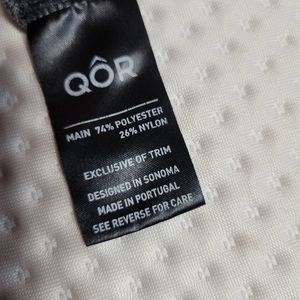 QÔR
MAIN 74% POLYESTER
26% NYLON
EXCLUSIVE OF TRIM
DESIGNED IN SONOMA
MADE IN PORTUGAL
SEE REVERSE FOR CARE